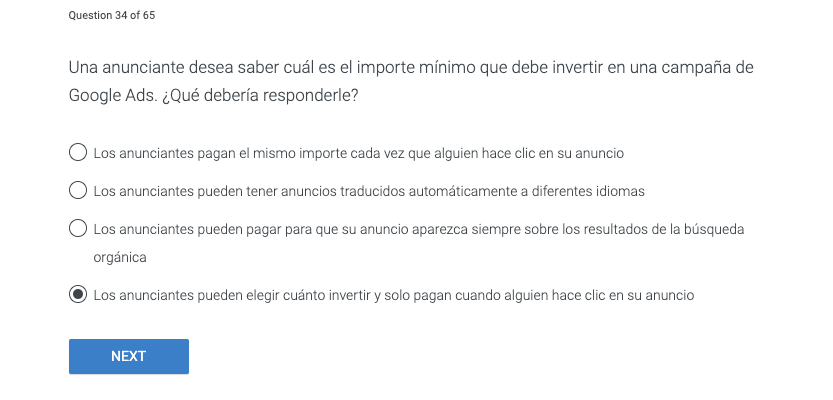 Question 34 of 65
Una anunciante desea saber cuál es el importe mínimo que debe invertir en una campaña de
Google Ads. ¿Qué debería responderle?
Los anunciantes pagan el mismo importe cada vez que alguien hace clic en su anuncio
Los anunciantes pueden tener anuncios traducidos automáticamente a diferentes idiomas
Los anunciantes pueden pagar para que su anuncio aparezca siempre sobre los resultados de la búsqueda
orgánica
Los anunciantes pueden elegir cuánto invertir y solo pagan cuando alguien hace clic en su anuncio
NEXT